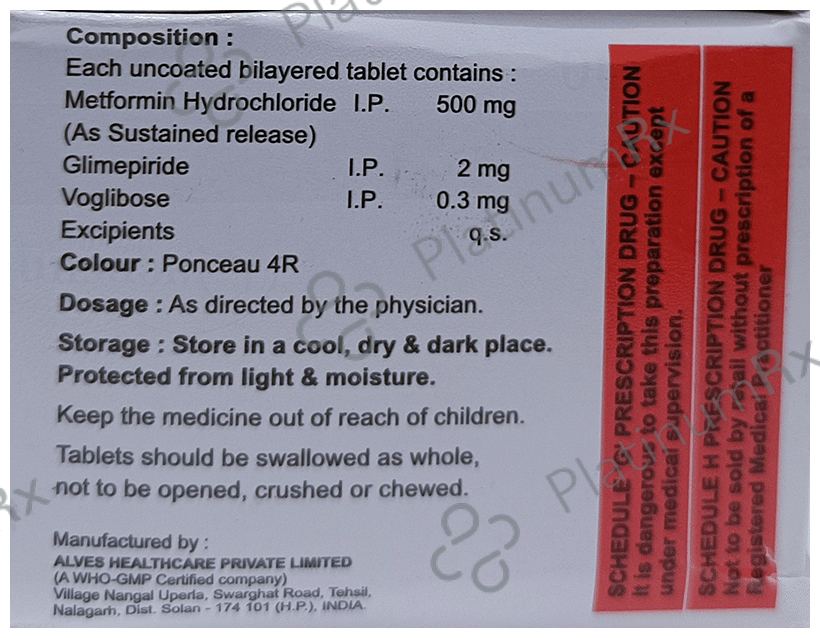 Composition :
Each uncoated bilayered tablet contains :
Metformin Hydrochloride I.P. 500 mg
(As Sustained release)
Glimepiride I.P. 2 mg
Voglibose I.P. 0.3 mg
Excipients q.s.
Colour : Ponceau 4R
Dosage : As directed by the physician.
Storage : Store in a cool, dry & dark place.
Protected from light & moisture.
Keep the medicine out of reach of children.
Tablets should be swallowed as whole,
not to be opened, crushed or chewed.
Manufactured by :
ALVES HEALTHCARE PRIVATE LIMITED
(A WHO-GMP Certified company)
Village Nangal Uperla, Swarghat Road, Tehsil,
Nalagarh, Dist. Solan - 174 101 (H.P.), INDIA.
SCHEDULE G PRESCRIPTION DRUG – CAUTION
It is dangerous to take this preparation except
under medical supervision.
SCHEDULE H PRESCRIPTION DRUG – CAUTION
Not to be sold by retail without prescription of a
Registered Medical Practitioner
PlatinumRx
PlatinumRx